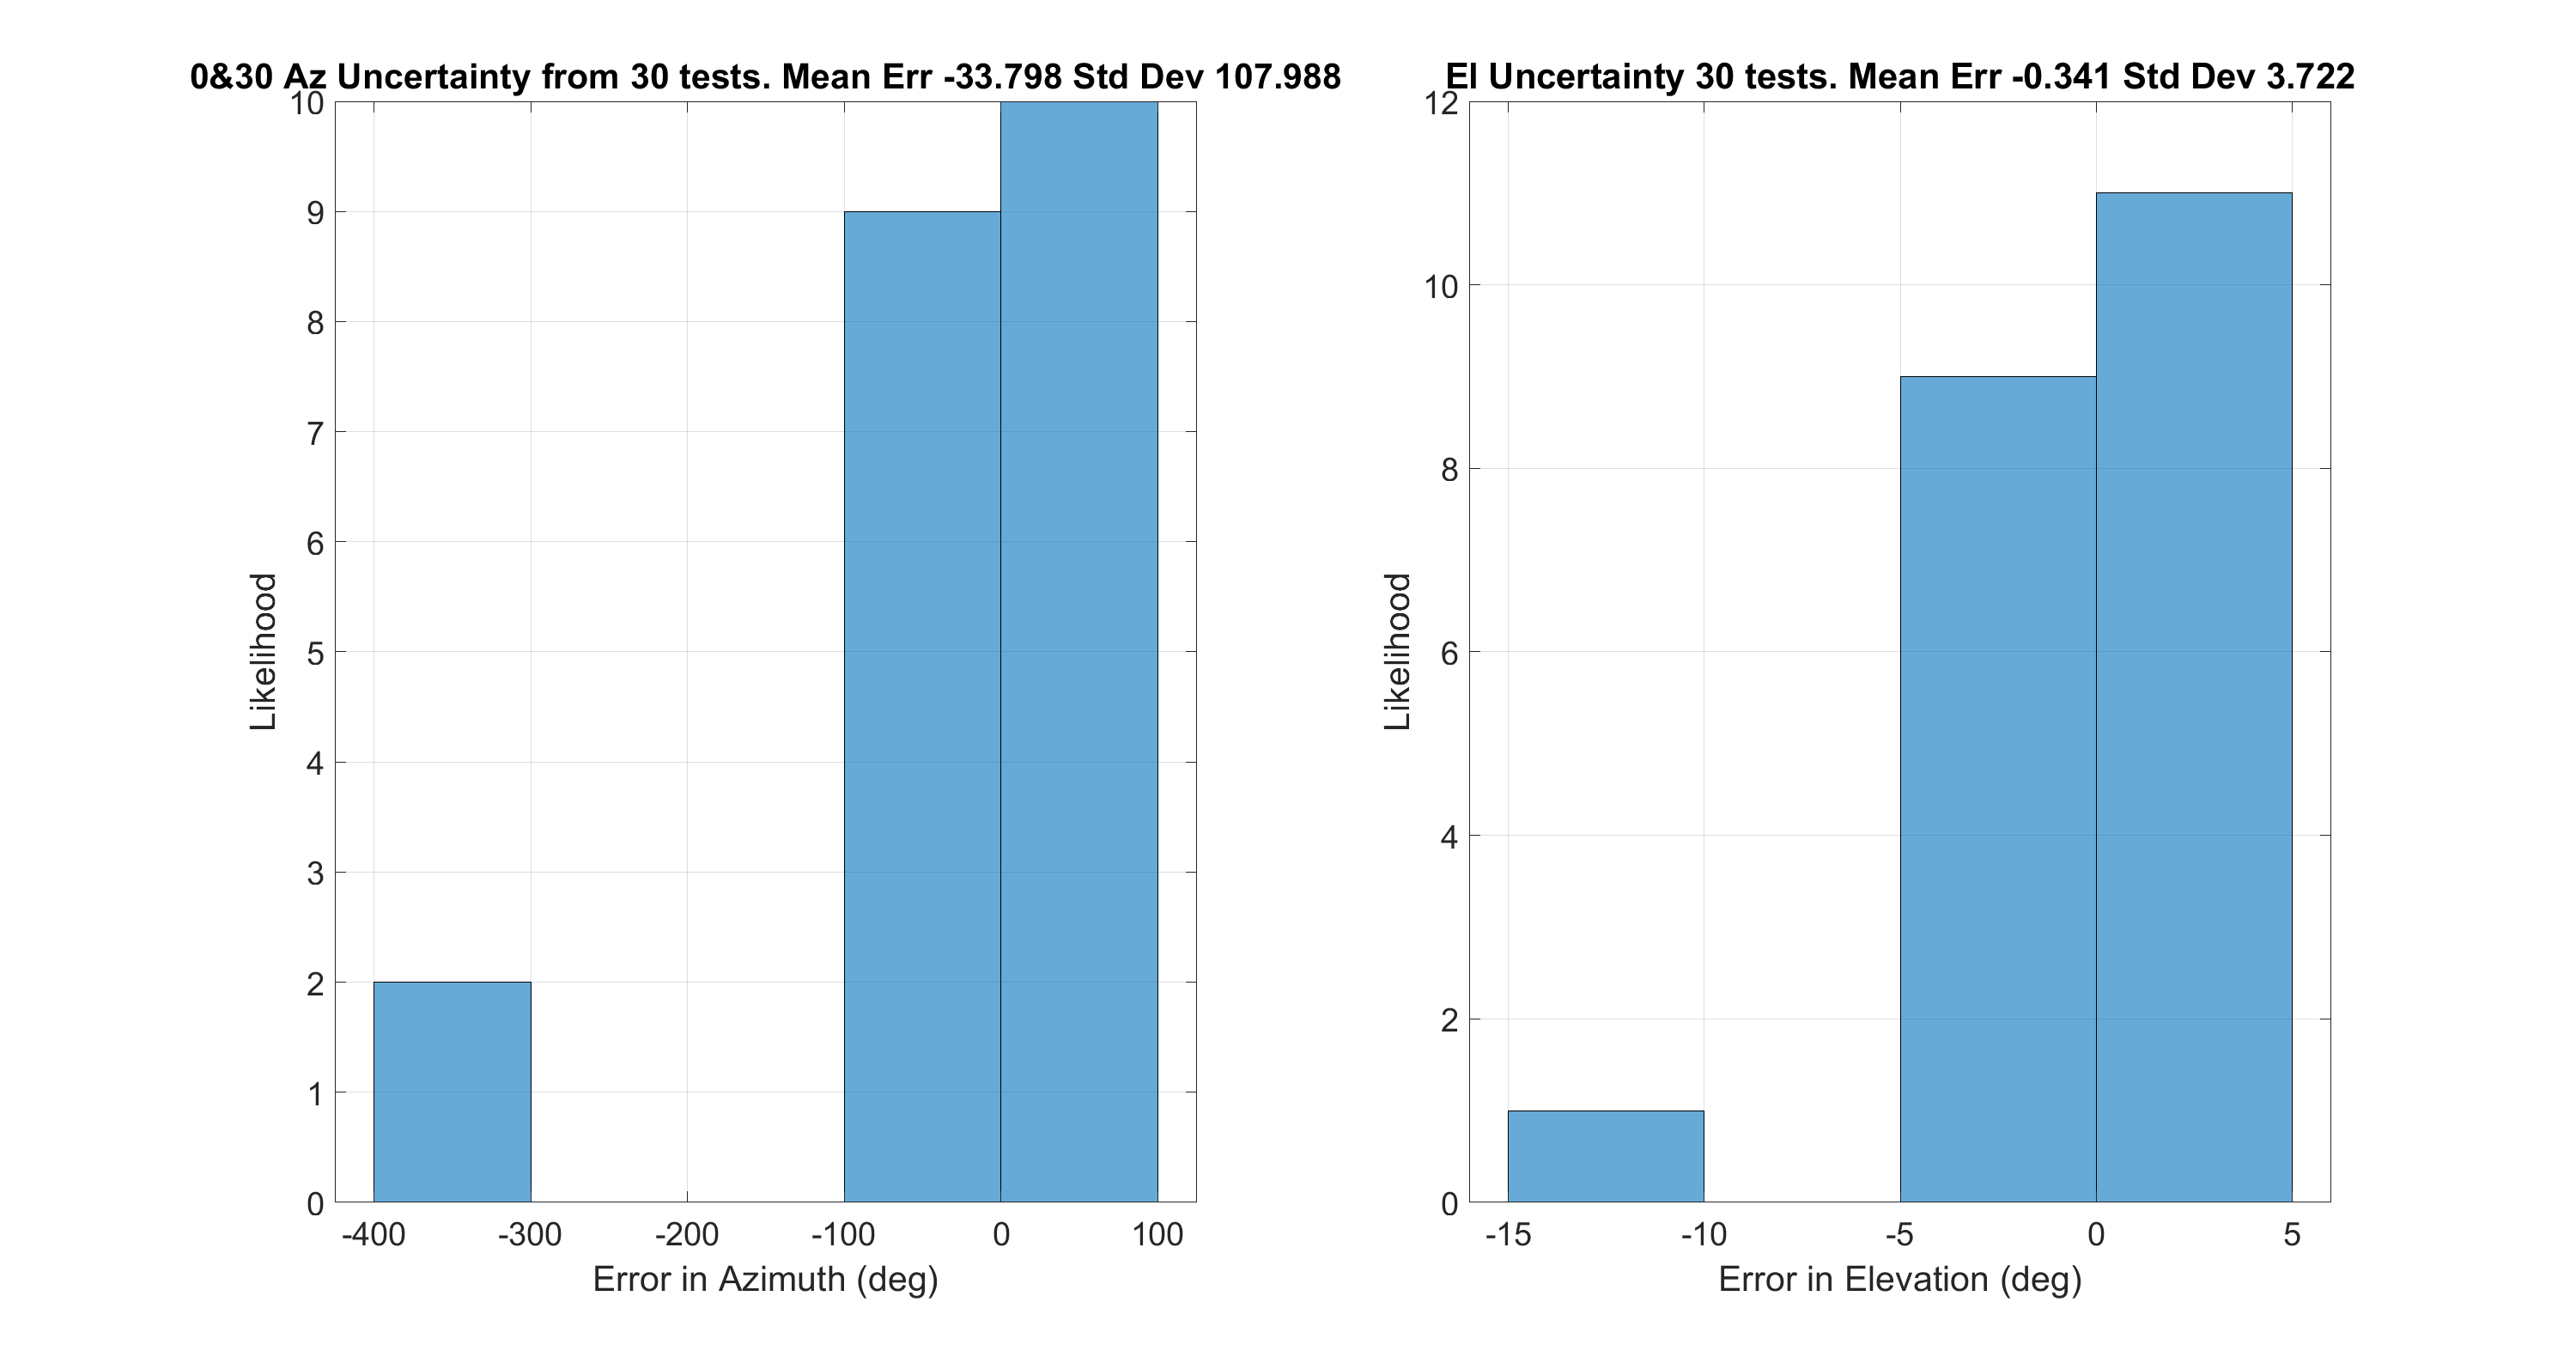 0&30 Az Uncertainty from 30 tests. Mean Err -33.798 Std Dev 107.988
10
9
8
7
6
5
4
3
2
1
0
Likelihood
-400 -300 -200 -100 0 100
Error in Azimuth (deg)
El Uncertainty 30 tests. Mean Err -0.341 Std Dev 3.722
12
10
8
6
4
2
0
Likelihood
-15 -10 -5 0 5
Error in Elevation (deg)